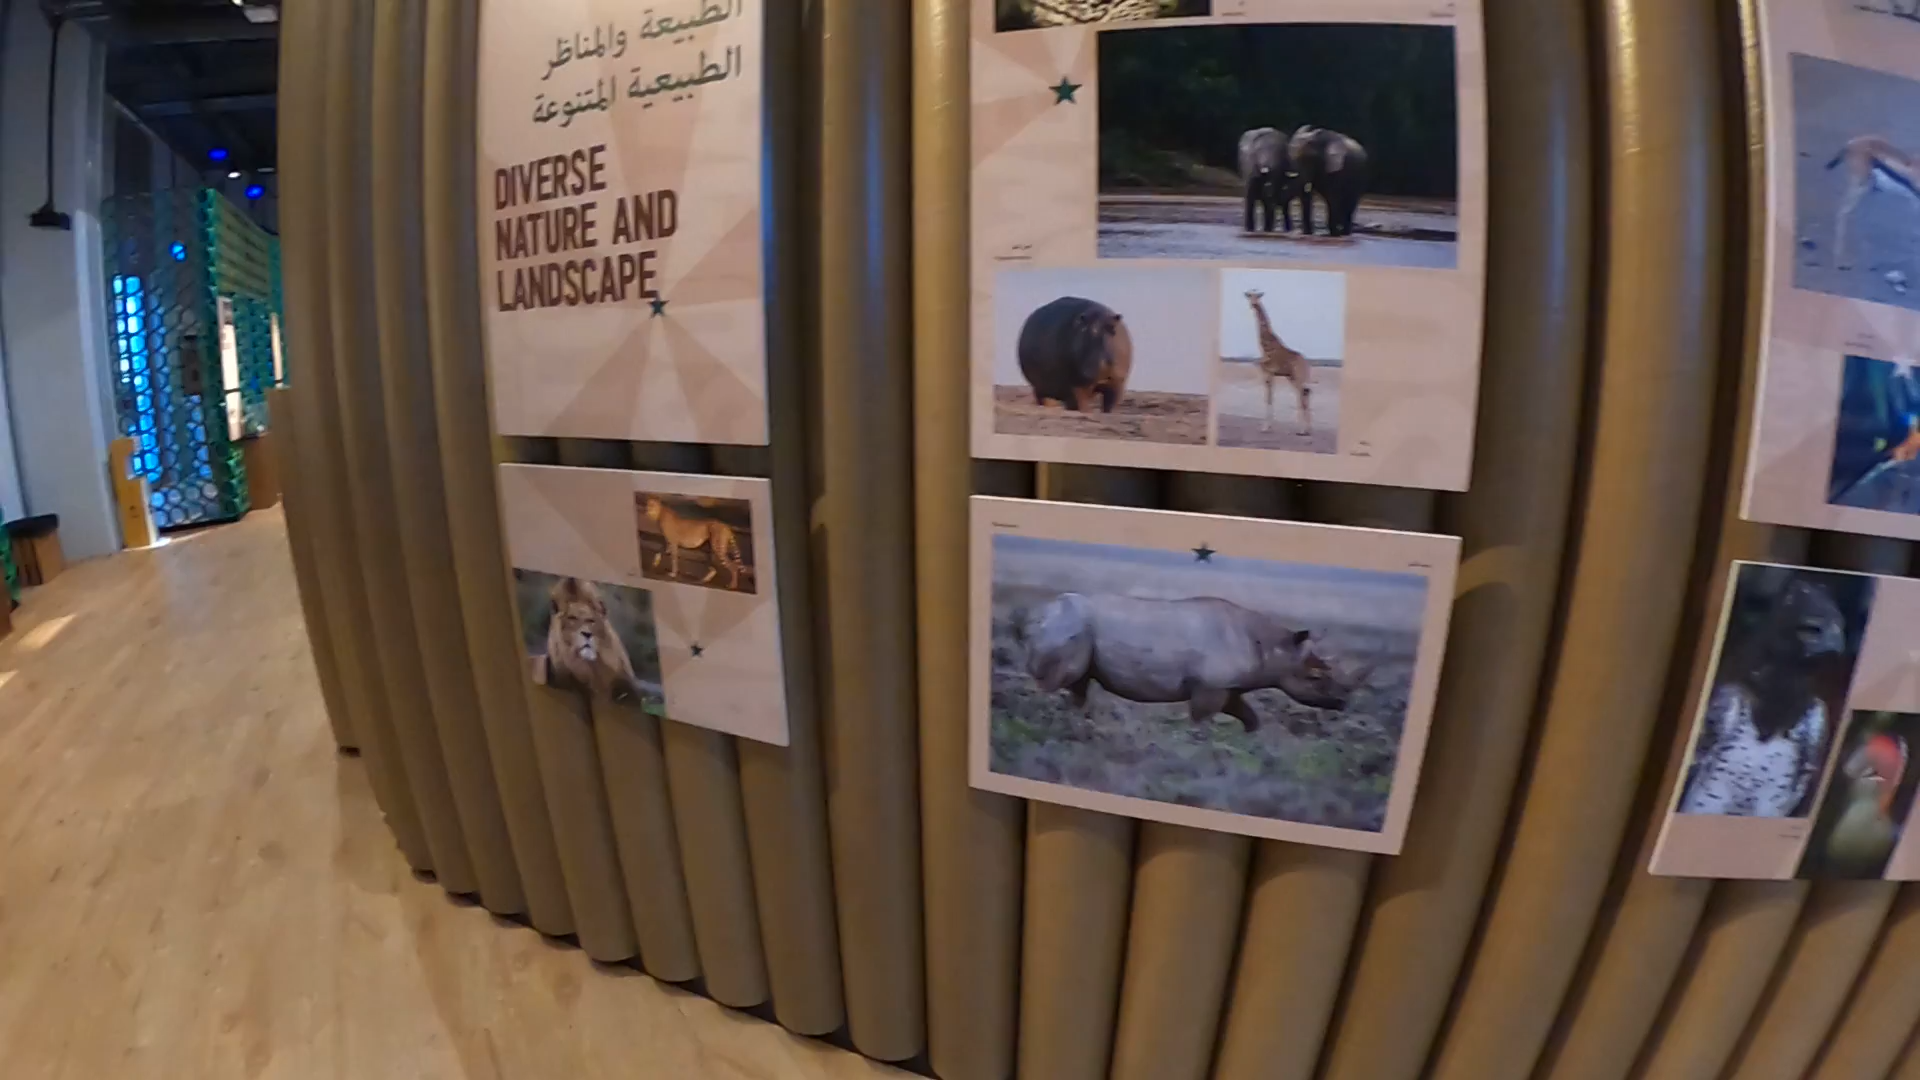 الطبيعة والمناظر
الطبيعية المتنوعة
DIVERSE
NATURE AND
LANDSCAPE